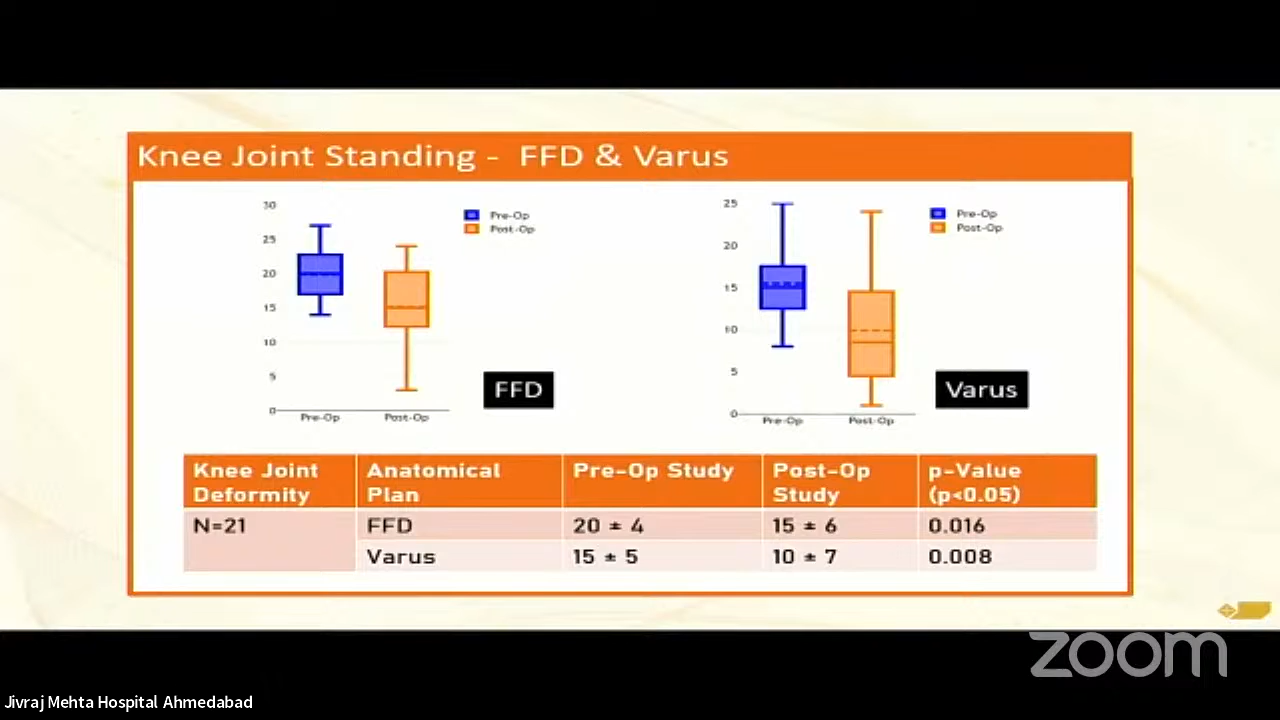 Knee Joint Standing - FFD & Varus
30
25
20
15
10
5
0
Pre-Op
Post-Op
Pre-Op
Post-Op
FFD
25
20
15
10
5
0
Pre-Op
Post-Op
Pre-Op
Post-Op
Varus
Knee Joint Deformity
Anatomical Plan
Pre-Op Study
Post-Op Study
p-Value (p<0.05)
N=21
FFD
20 ± 4
15 ± 6
0.016
Varus
15 ± 5
10 ± 7
0.008
zoom
Jivraj Mehta Hospital Ahmedabad